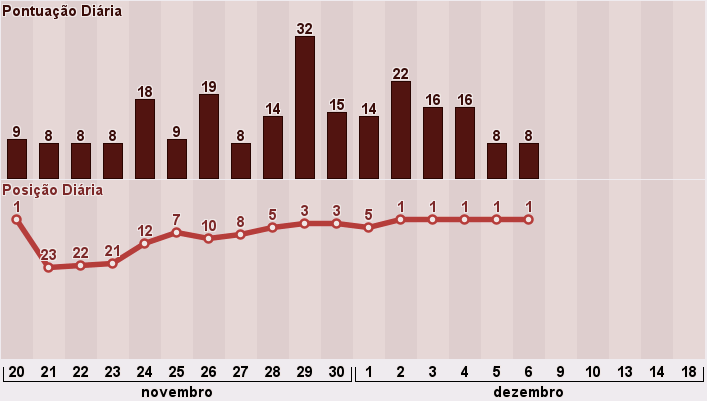 Pontuação Diária
9 8 8 8 18 9 19 8 14 32 15 14 22 16 16 8 8
Posição Diária
1 23 22 21 12 7 10 8 5 3 3 5 1 1 1 1 1
20 21 22 23 24 25 26 27 28 29 30 1 2 3 4 5 6 9 10 13 14 18
novembro dezembro